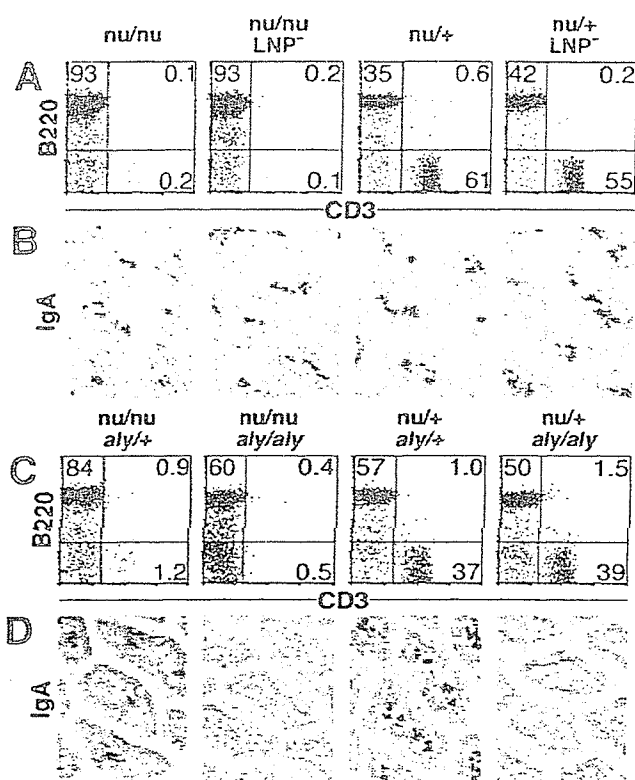 nu/nu nu/nu LNP⁻ nu/+ nu/+ LNP⁻
A
B220
93 0.1 0.2
93 0.2 0.1
35 0.6 61
42 0.2 55
CD3
B
IgA
nu/nu aly/+ nu/nu aly/aly nu/+ aly/+ nu/+ aly/aly
C
B220
84 0.9 1.2
60 0.4 0.5
57 1.0 37
50 1.5 39
CD3
D
IgA